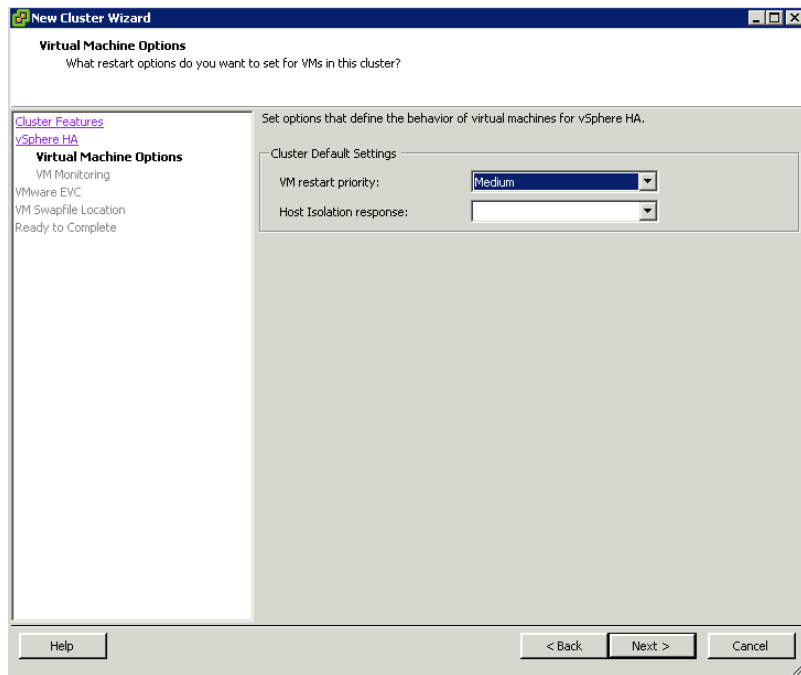 New Cluster Wizard
Virtual Machine Options
What restart options do you want to set for VMs in this cluster?
Cluster Features
vSphere HA
Virtual Machine Options
VM Monitoring
VMware EVC
VM Swapfile Location
Ready to Complete
Set options that define the behavior of virtual machines for vSphere HA.
Cluster Default Settings
VM restart priority: Medium
Host Isolation response:
Help < Back Next > Cancel